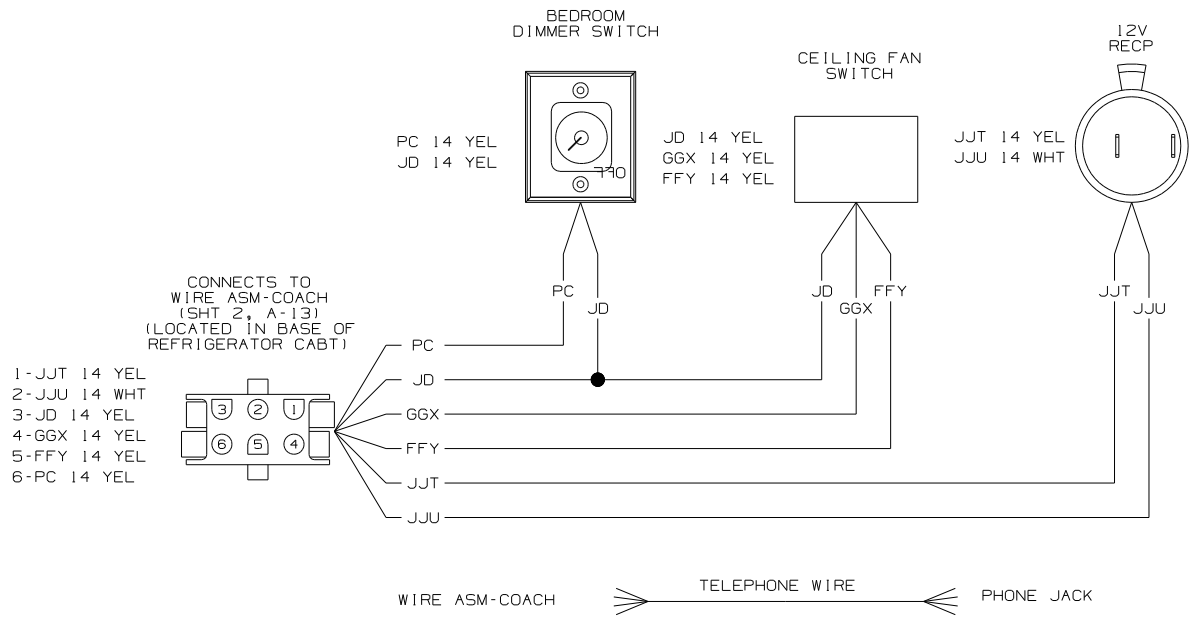 BEDROOM
DIMMER SWITCH
12V
RECP
CEILING FAN
SWITCH
PC 14 YEL
JD 14 YEL
OFF
JD 14 YEL
GGX 14 YEL
FFY 14 YEL
JJT 14 YEL
JJU 14 WHT
CONNECTS TO
WIRE ASM-COACH
(SHT 2, A-13)
(LOCATED IN BASE OF
REFRIGERATOR CABT)
PC
JD
JD
GGX
FFY
JJT
JJU
1-JJT 14 YEL
2-JJU 14 WHT
3-JD 14 YEL
4-GGX 14 YEL
5-FFY 14 YEL
6-PC 14 YEL
3 2 1
6 5 4
PC
JD
GGX
FFY
JJT
JJU
WIRE ASM-COACH
TELEPHONE WIRE
PHONE JACK